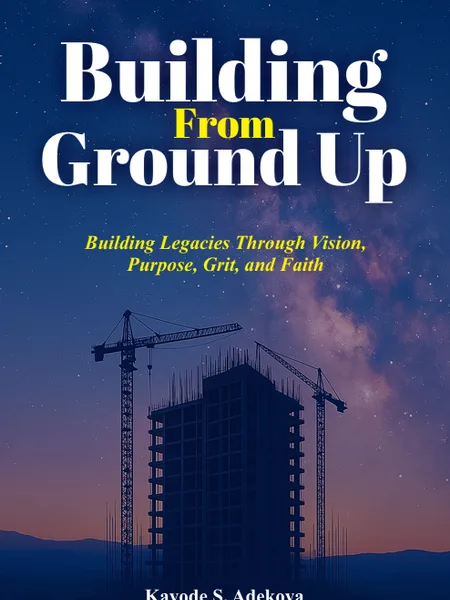 Building
From
Ground Up
Building Legacies Through Vision,
Purpose, Grit, and Faith
Kayode S. Adekoya